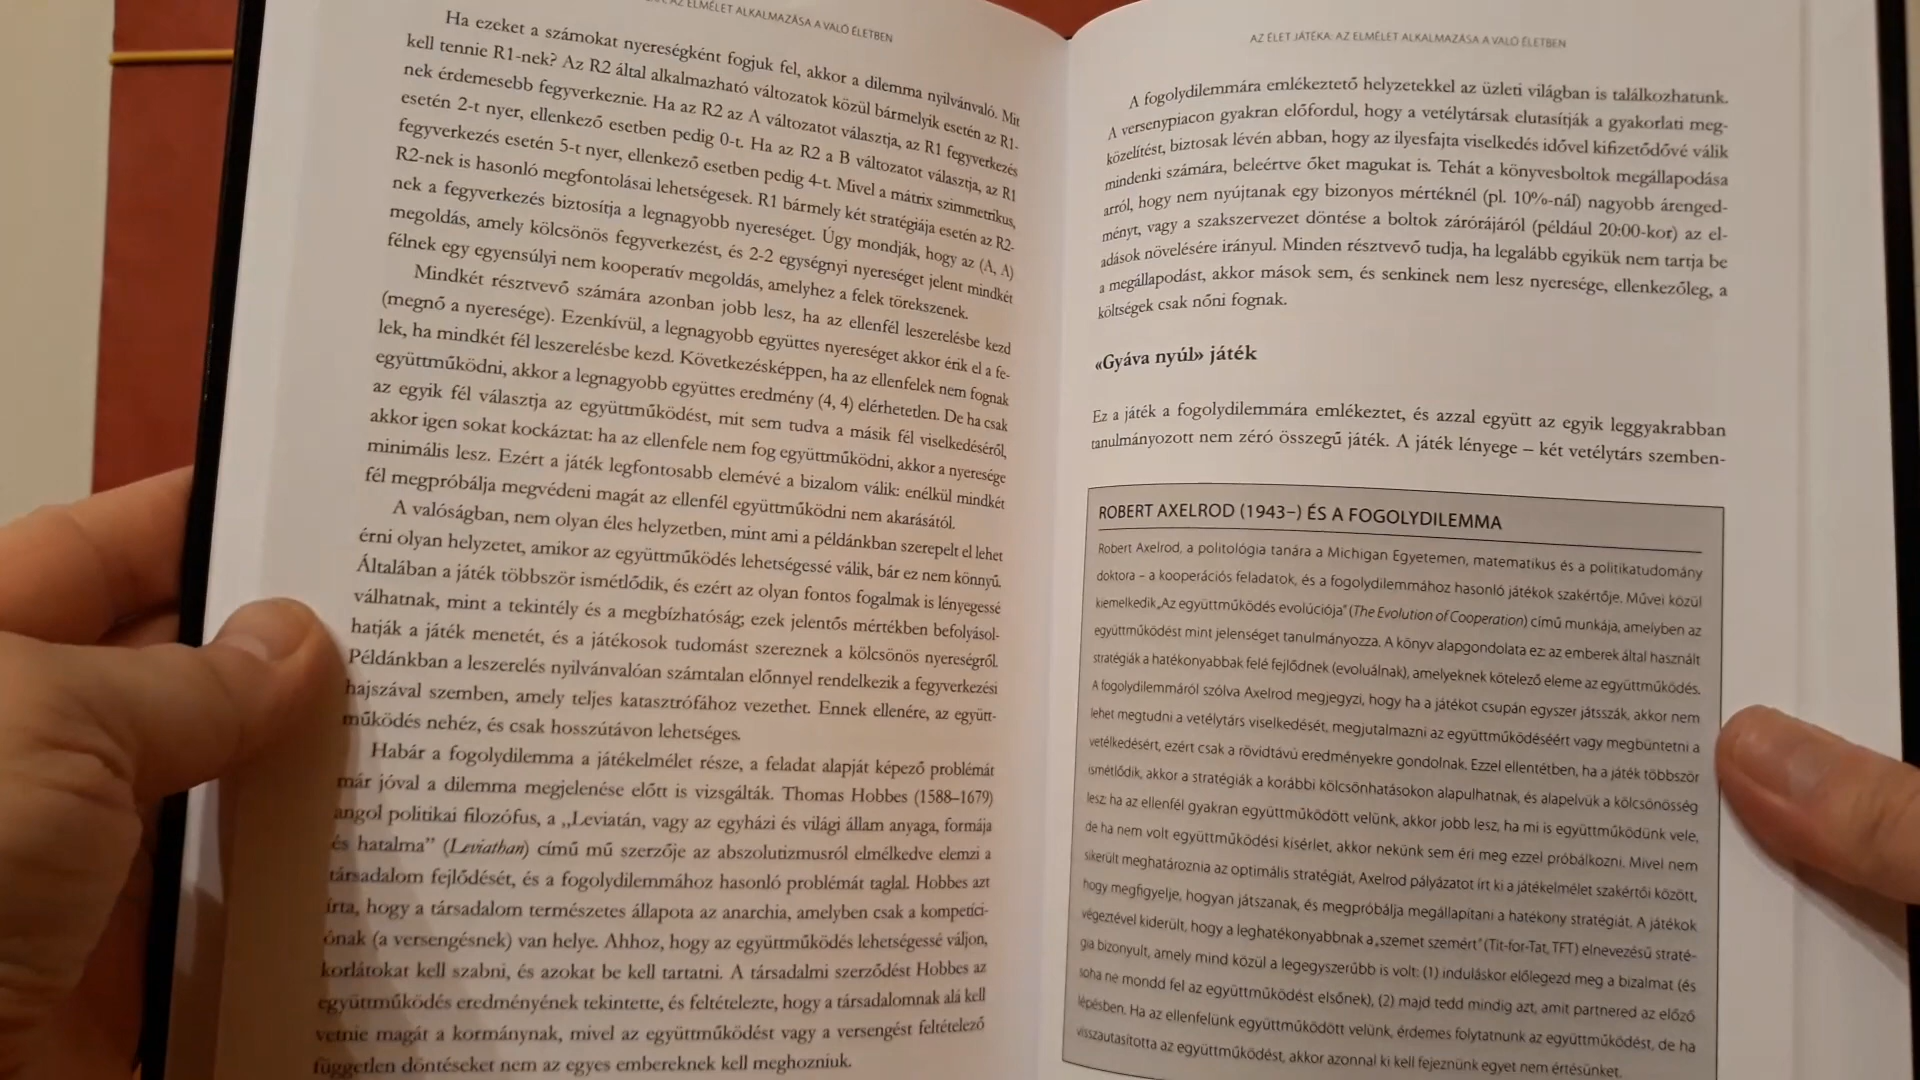 AZ ELMÉLET ALKALMAZÁSA A VALÓ ÉLETBEN
Ha ezeket a számokat nyereségként fogjuk fel, akkor a dilemma nyilvánvaló. Mit
kell tennie R1-nek? Az R2 által alkalmazható változatok közül bármelyik esetén az R1-
nek érdemesebb fegyverkeznie. Ha az R2 az A változatot választja, az R1 fegyverkezés
esetén 2-t nyer, ellenkező esetben pedig 0-t. Ha az R2 a B változatot választja, az R1
fegyverkezés esetén 5-t nyer, ellenkező esetben pedig 4-t. Mivel a mátrix szimmetrikus,
R2-nek is hasonló megfontolásai lehetségesek. R1 bármely két stratégiája esetén az R2-
nek a fegyverkezés biztosítja a legnagyobb nyereséget. Úgy mondják, hogy az (A, A)
megoldás, amely kölcsönös fegyverkezést, és 2-2 egységnyi nyereséget jelent mindkét
félnek egy egyensúlyi nem kooperatív megoldás, amelyhez a felek törekszenek.
Mindkét résztvevő számára azonban jobb lesz, ha az ellenfél leszerelésbe kezd
(megnő a nyeresége). Ezenkívül, a legnagyobb együttes nyereséget akkor érik el a fe-
lek, ha mindkét fél leszerelésbe kezd. Következésképpen, ha az ellenfelek nem fognak
együttműködni, akkor a legnagyobb együttes eredmény (4, 4) elérhetetlen. De ha csak
az egyik fél választja az együttműködést, mit sem tudva a másik fél viselkedéséről,
akkor igen sokat kockáztat: ha az ellenfele nem fog együttműködni, akkor a nyeresége
minimális lesz. Ezért a játék legfontosabb elemévé a bizalom válik: enélkül mindkét
fél megpróbálja megvédeni magát az ellenfél együttműködni nem akarásától.
A valóságban, nem olyan éles helyzetben, mint ami a példánkban szerepelt el lehet
érni olyan helyzetet, amikor az együttműködés lehetségessé válik, bár ez nem könnyű.
Általában a játék többször ismétlődik, és ezért az olyan fontos fogalmak is lényegessé
válhatnak, mint a tekintély és a megbízhatóság; ezek jelentős mértékben befolyásol-
hatják a játék menetét, és a játékosok tudomást szereznek a kölcsönös nyereségről.
Példánkban a leszerelés nyilvánvalóan számtalan előnnyel rendelkezik a fegyverkezési
hajszával szemben, amely teljes katasztrófához vezethet. Ennek ellenére, az együtt-
működés nehéz, és csak hosszútávon lehetséges.
Habár a fogolydilemma a játékelmélet része, a feladat alapját képező problémát
már jóval a dilemma megjelenése előtt is vizsgálták. Thomas Hobbes (1588–1679)
angol politikai filozófus, a „Leviatán, vagy az egyházi és világi állam anyaga, formája
és hatalma” (Leviathan) című mű szerzője az abszolutizmusról elmélkedve elemzi a
társadalom fejlődését, és a fogolydilemmához hasonló problémát taglal. Hobbes azt
írta, hogy a társadalom természetes állapota az anarchia, amelyben csak a kompetíci-
ónak (a versengésnek) van helye. Ahhoz, hogy az együttműködés lehetségessé váljon,
korlátokat kell szabni, és azokat be kell tartatni. A társadalmi szerződést Hobbes az
együttműködés eredményének tekintette, és feltételezte, hogy a társadalomnak alá kell
vetnie magát a kormánynak, mivel az együttműködést vagy a versengést feltételező
független döntéseket nem az egyes embereknek kell meghozniuk.
AZ ÉLET JÁTÉKA: AZ ELMÉLET ALKALMAZÁSA A VALÓ ÉLETBEN
A fogolydilemmára emlékeztető helyzetekkel az üzleti világban is találkozhatunk.
A versenypiacon gyakran előfordul, hogy a vetélytársak elutasítják a gyakorlati meg-
közelítést, biztosak lévén abban, hogy az ilyesfajta viselkedés idővel kifizetődővé válik
mindenki számára, beleértve őket magukat is. Tehát a könyvesboltok megállapodása
arról, hogy nem nyújtanak egy bizonyos mértéknél (pl. 10%-nál) nagyobb árenged-
ményt, vagy a szakszervezet döntése a boltok zárórájáról (például 20:00-kor) az el-
adások növelésére irányul. Minden résztvevő tudja, ha legalább egyikük nem tartja be
a megállapodást, akkor mások sem, és senkinek nem lesz nyeresége, ellenkezőleg, a
költségek csak nőni fognak.
«Gyáva nyúl» játék
Ez a játék a fogolydilemmára emlékeztet, és azzal együtt az egyik leggyakrabban
tanulmányozott nem zéró összegű játék. A játék lényege – két vetélytárs szemben-
ROBERT AXELROD (1943–) ÉS A FOGOLYDILEMMA
Robert Axelrod, a politológia tanára a Michigan Egyetemen, matematikus és a politikatudomány
doktora – a kooperációs feladatok, és a fogolydilemmához hasonló játékok szakértője. Művei közül
kiemelkedik „Az együttműködés evolúciója” (The Evolution of Cooperation) című munkája, amelyben az
együttműködést mint jelenséget tanulmányozza. A könyv alapgondolata ez: az emberek által használt
stratégiák a hatékonyabbak felé fejlődnek (evoluálnak), amelyeknek kötelező eleme az együttműködés.
A fogolydilemmáról szólva Axelrod megjegyzi, hogy ha a játékot csupán egyszer játsszák, akkor nem
lehet megtudni a vetélytárs viselkedését, megjutalmazni az együttműködéséért vagy megbüntetni a
vetélkedésért, ezért csak a rövidtávú eredményekre gondolnak. Ezzel ellentétben, ha a játék többször
ismétlődik, akkor a stratégiák a korábbi kölcsönhatásokon alapulhatnak, és alapelvük a kölcsönösség
lesz: ha az ellenfél gyakran együttműködött velünk, akkor jobb lesz, ha mi is együttműködünk vele,
de ha nem volt együttműködési kísérlet, akkor nekünk sem éri meg ezzel próbálkozni. Mivel nem
sikerült meghatároznia az optimális stratégiát, Axelrod pályázatot írt ki a játékelmélet szakértői között,
hogy megfigyelje, hogyan játszanak, és megpróbálja megállapítani a hatékony stratégiát. A játékok
végeztével kiderült, hogy a leghatékonyabbnak a „szemet szemért” (Tit-for-Tat, TFT) elnevezésű straté-
gia bizonyult, amely mind közül a legegyszerűbb is volt: (1) induláskor előlegezd meg a bizalmat (és
soha ne mondd fel az együttműködést elsőnek), (2) majd tedd mindig azt, amit partnered az előző
lépésben. Ha az ellenfelünk együttműködött velünk, érdemes folytatnunk az együttműködést, de ha
visszautasította az együttműködést, akkor azonnal ki kell fejeznünk egyet nem értésünket.